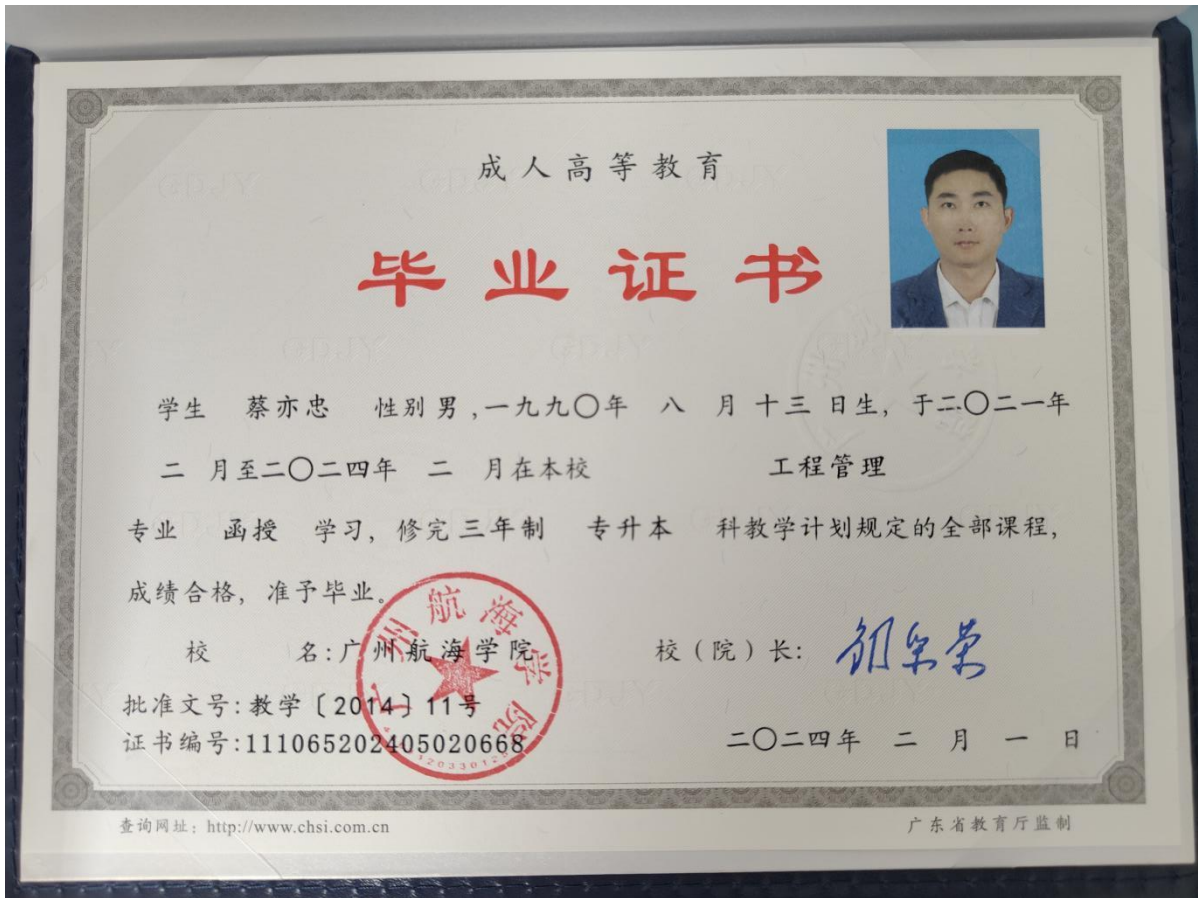 成人高等教育
毕业证书
学生 蔡亦忠 性别 男 ,一九九〇年 八 月 十三 日生, 于二〇二一年
二 月至二〇二四年 二 月在本校 工程管理
专业 函授 学习, 修完 三年制 专升本 科教学计划规定的全部课程,
成绩合格, 准予毕业。
校 名:广州航海学院 校（院）长:
批准文号:教学〔2014〕11号
证书编号:111065202405020668
二〇二四年 二 月 一 日
广州航海学院
查询网址: http://www.chsi.com.cn 广东省教育厅监制